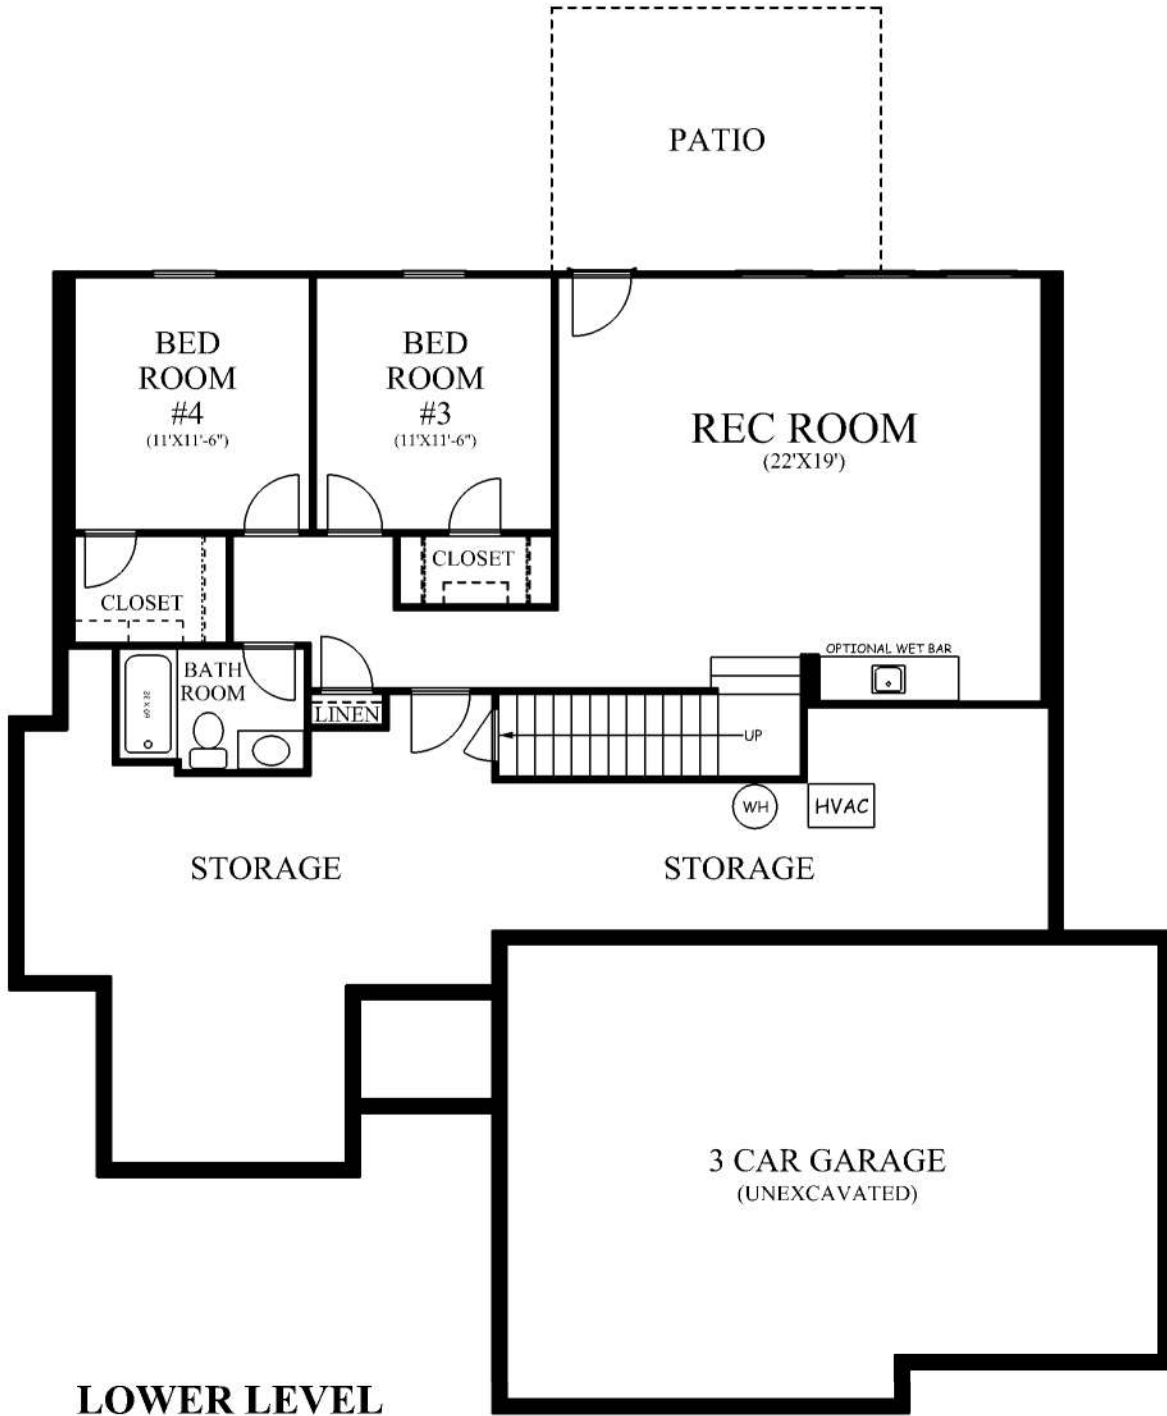 PATIO
BED
ROOM
#4
(11'X11'-6")
BED
ROOM
#3
(11'X11'-6")
REC ROOM
(22'X19')
CLOSET
CLOSET
OPTIONAL WET BAR
BATH
ROOM
LINEN
UP
WH
HVAC
STORAGE
STORAGE
3 CAR GARAGE
(UNEXCAVATED)
LOWER LEVEL